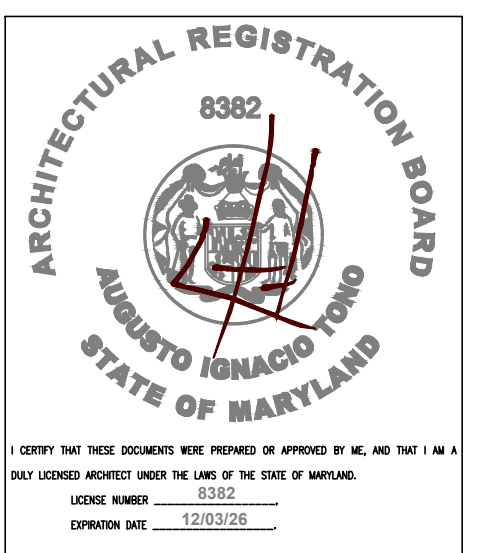 ARCHITECTURAL REGISTRATION BOARD
8382
AUGUSTO IGNACIO TONO
STATE OF MARYLAND
I CERTIFY THAT THESE DOCUMENTS WERE PREPARED OR APPROVED BY ME, AND THAT I AM A
DULY LICENSED ARCHITECT UNDER THE LAWS OF THE STATE OF MARYLAND.
LICENSE NUMBER 8382,
EXPIRATION DATE 12/03/26.